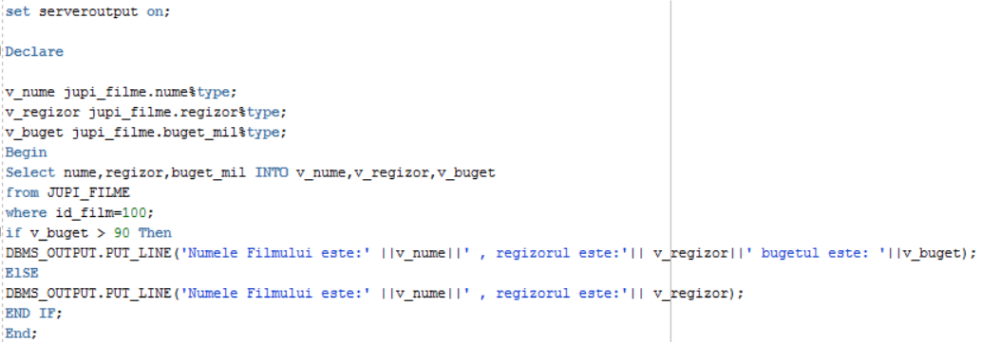 set serveroutput on;
Declare
v_nume jupi_filme.nume%type;
v_regizor jupi_filme.regizor%type;
v_buget jupi_filme.buget_mil%type;
Begin
Select nume,regizor,buget_mil INTO v_nume,v_regizor,v_buget
from JUPI_FILME
where id_film=100;
if v_buget > 90 Then
DBMS_OUTPUT.PUT_LINE('Numele Filmului este:' ||v_nume||' , regizorul este:'|| v_regizor||' bugetul este: '||v_buget);
ElSE
DBMS_OUTPUT.PUT_LINE('Numele Filmului este:' ||v_nume||' , regizorul este:'|| v_regizor);
END IF;
End;